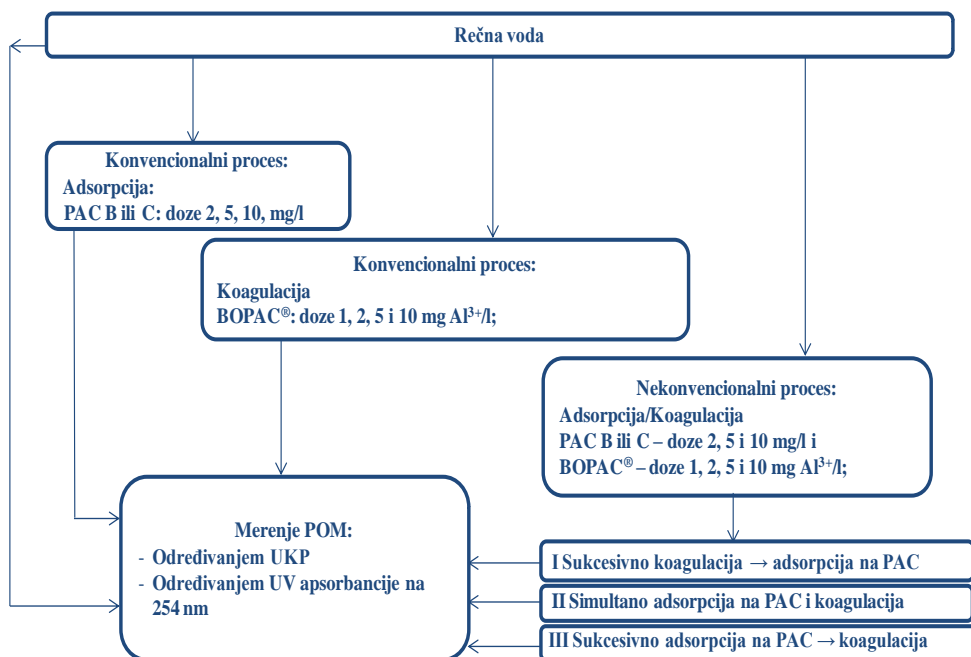 Rečna voda
Konvencionalni proces:
Adsorpcija:
PAC B ili C: doze 2, 5, 10, mg/l
Konvencionalni proces:
Koagulacija
BOPAC®: doze 1, 2, 5 i 10 mg Al³⁺/l;
Nekonvencionalni proces:
Adsorpcija/Koagulacija
PAC B ili C – doze 2, 5 i 10 mg/l i
BOPAC® – doze 1, 2, 5 i 10 mg Al³⁺/l;
Merenje POM:
- Određivanjem UKP
- Određivanjem UV apsorbancije na
254 nm
I Sukcesivno koagulacija → adsorpcija na PAC
II Simultano adsorpcija na PAC i koagulacija
III Sukcesivno adsorpcija na PAC → koagulacija